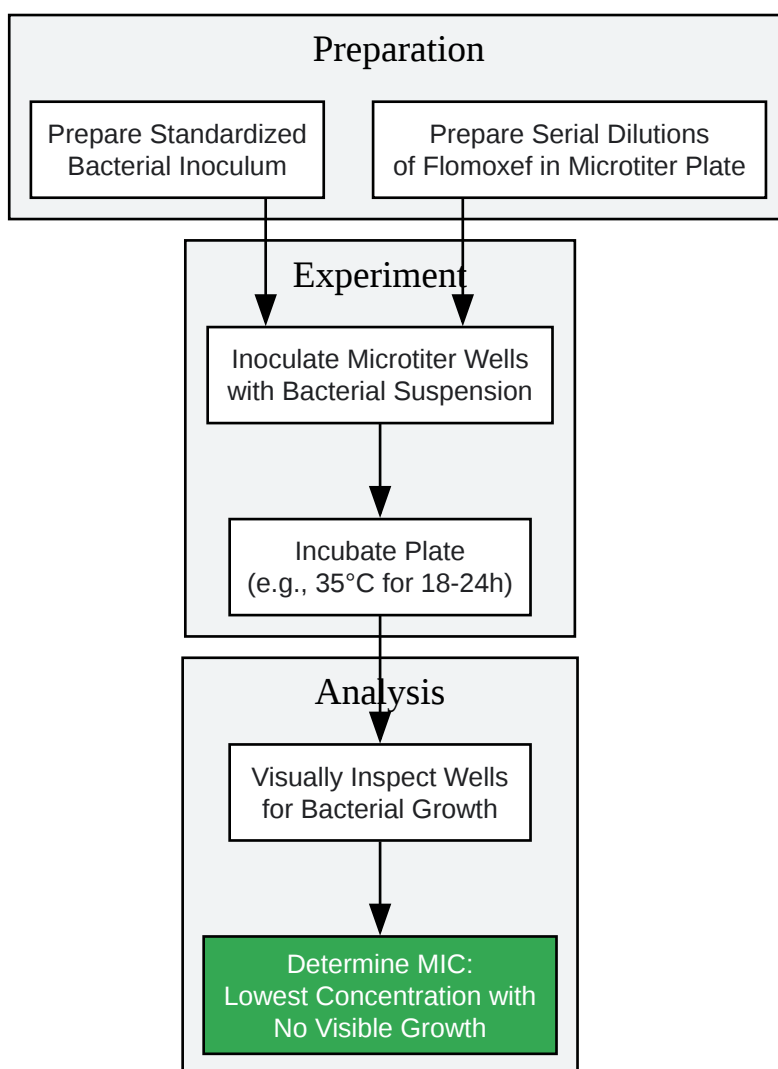 Preparation
Prepare Standardized
Bacterial Inoculum
Prepare Serial Dilutions
of Flomoxef in Microtiter Plate
Experiment
Inoculate Microtiter Wells
with Bacterial Suspension
Incubate Plate
(e.g., 35°C for 18-24h)
Analysis
Visually Inspect Wells
for Bacterial Growth
Determine MIC:
Lowest Concentration with
No Visible Growth